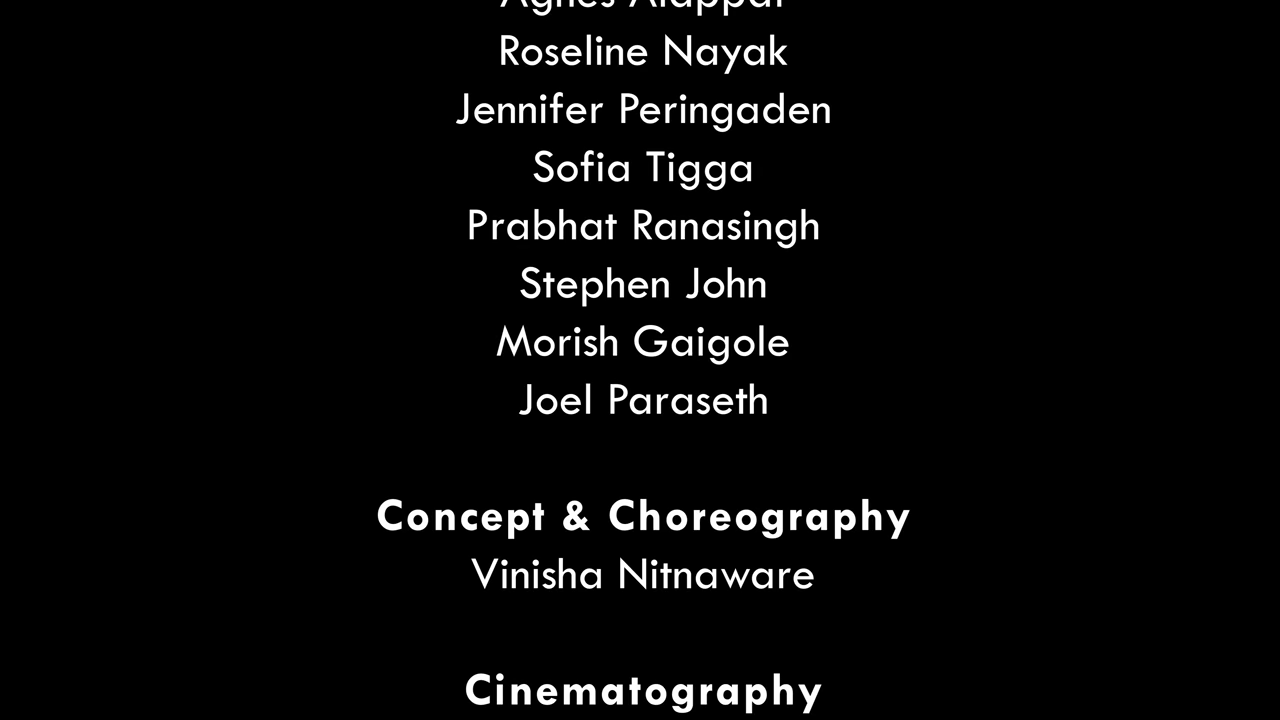 Agnes
Roseline Nayak
Jennifer Peringaden
Sofia Tigga
Prabhat Ranasingh
Stephen John
Morish Gaigole
Joel Paraseth
Concept & Choreography
Vinisha Nitnaware
Cinematography